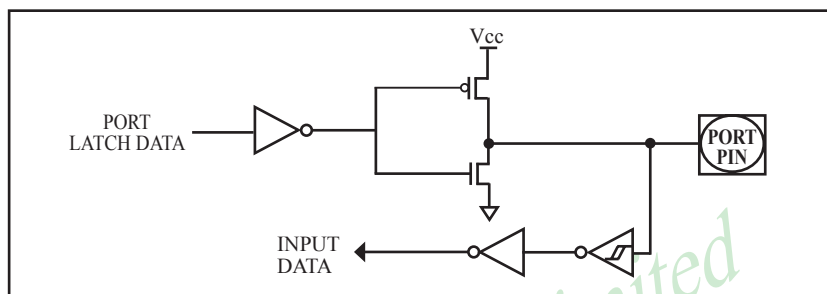 Vcc
PORT
LATCH DATA
PORT
PIN
INPUT
DATA